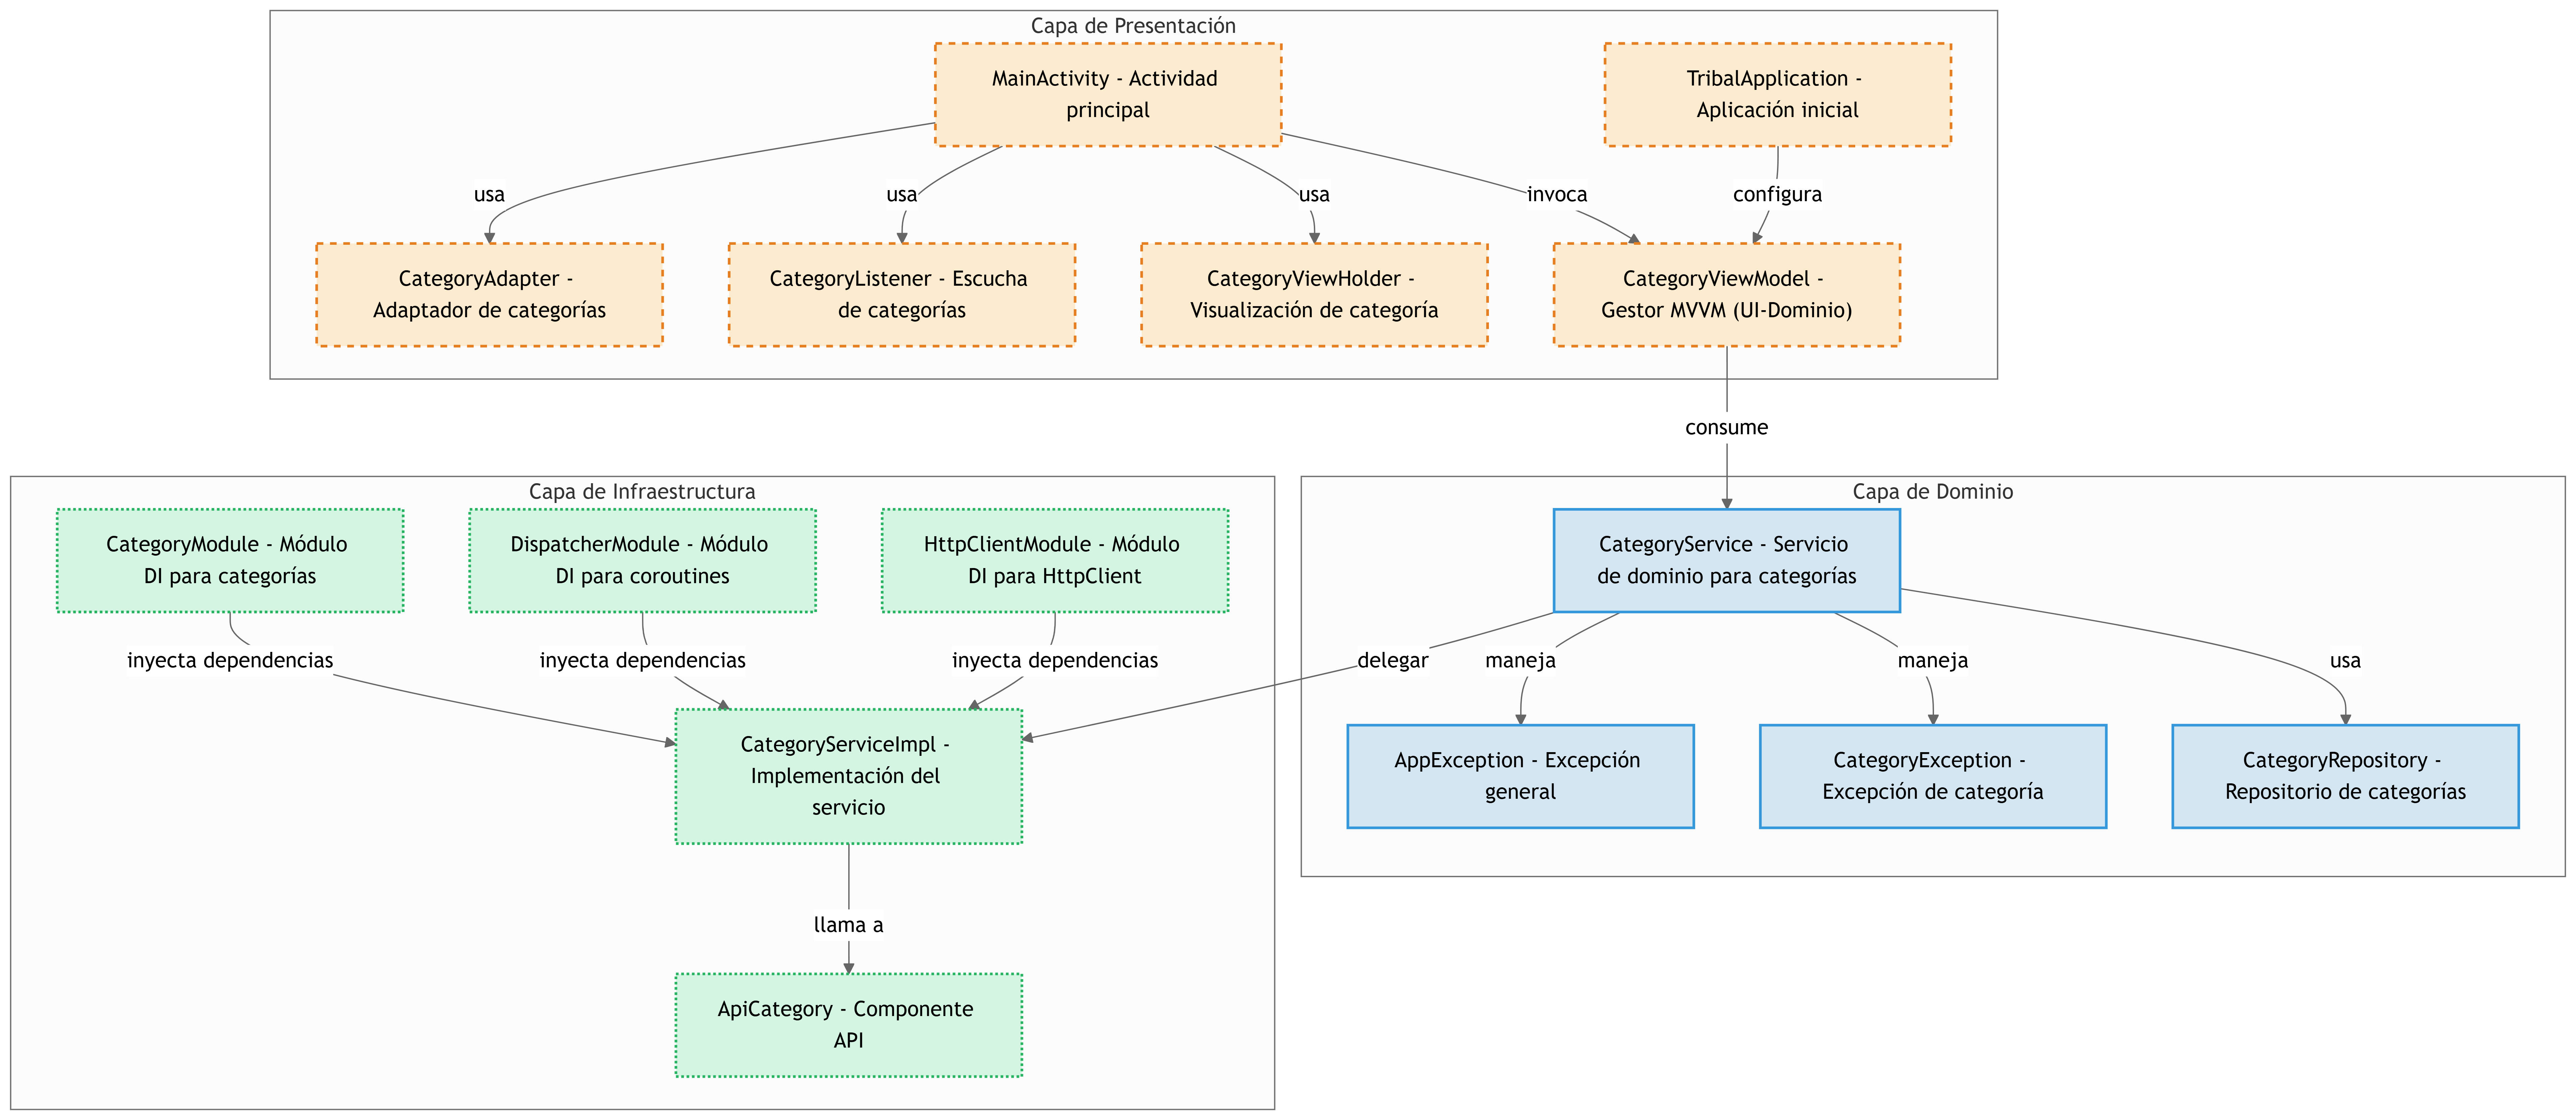 Capa de Presentación
MainActivity - Actividad
principal
TribalApplication -
Aplicación inicial
usa
usa
usa
invoca
configura
CategoryAdapter -
Adaptador de categorías
CategoryListener - Escucha
de categorías
CategoryViewHolder -
Visualización de categoría
CategoryViewModel -
Gestor MVVM (UI-Dominio)
consume
Capa de Infraestructura
CategoryModule - Módulo
DI para categorías
DispatcherModule - Módulo
DI para coroutines
HttpClientModule - Módulo
DI para HttpClient
inyecta dependencias
inyecta dependencias
inyecta dependencias
CategoryServiceImpl -
Implementación del
servicio
llama a
ApiCategory - Componente
API
Capa de Dominio
CategoryService - Servicio
de dominio para categorías
delegar
maneja
maneja
usa
AppException - Excepción
general
CategoryException -
Excepción de categoría
CategoryRepository -
Repositorio de categorías